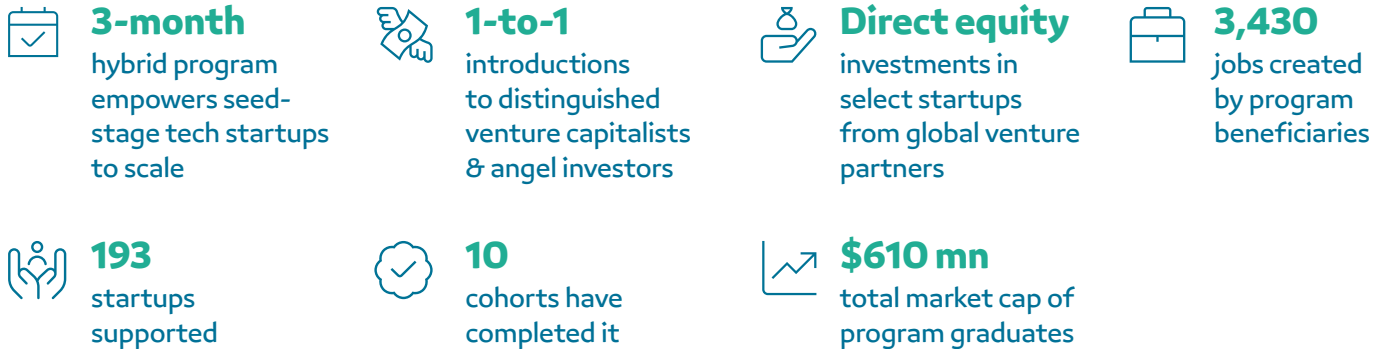 3-month
hybrid program
empowers seed-
stage tech startups
to scale
1-to-1
introductions
to distinguished
venture capitalists
& angel investors
Direct equity
investments in
select startups
from global venture
partners
3,430
jobs created
by program
beneficiaries
193
startups
supported
10
cohorts have
completed it
$610 mn
total market cap of
program graduates